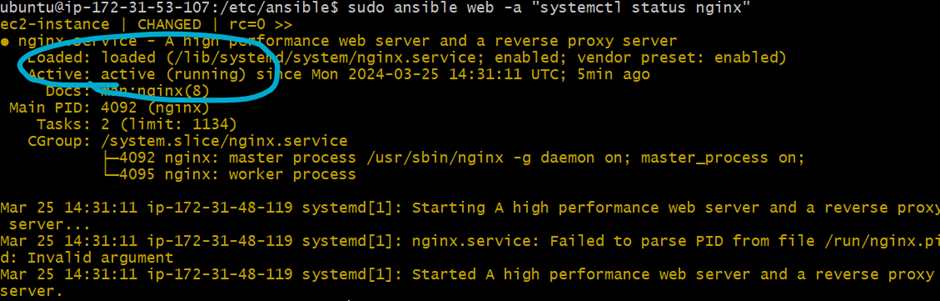 ubuntu@ip-172-31-53-107:/etc/ansible$ sudo ansible web -a "systemctl status nginx"
ec2-instance | CHANGED | rc=0 >>
● nginx.service - A high performance web server and a reverse proxy server
Loaded: loaded (/lib/systemd/system/nginx.service; enabled; vendor preset: enabled)
Active: active (running) since Mon 2024-03-25 14:31:11 UTC; 5min ago
Docs: man:nginx(8)
Main PID: 4092 (nginx)
Tasks: 2 (limit: 1134)
CGroup: /system.slice/nginx.service
├─4092 nginx: master process /usr/sbin/nginx -g daemon on; master_process on;
└─4095 nginx: worker process
Mar 25 14:31:11 ip-172-31-48-119 systemd[1]: Starting A high performance web server and a reverse proxy
server...
Mar 25 14:31:11 ip-172-31-48-119 systemd[1]: nginx.service: Failed to parse PID from file /run/nginx.pi
d: Invalid argument
Mar 25 14:31:11 ip-172-31-48-119 systemd[1]: Started A high performance web server and a reverse proxy
server.